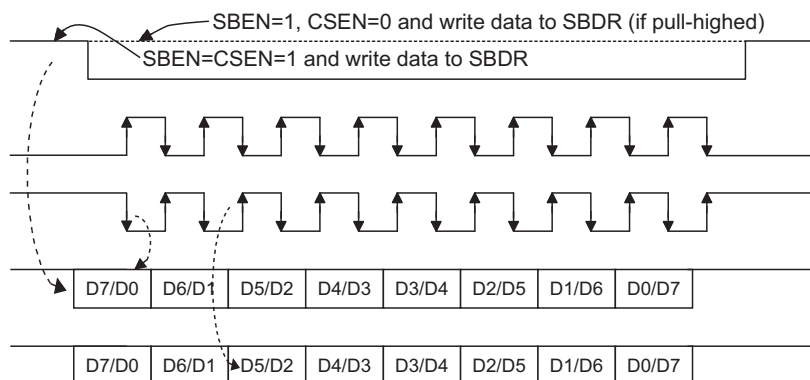 SBEN=1, CSEN=0 and write data to SBDR (if pull-highed)
SBEN=CSEN=1 and write data to SBDR
D7/D0 D6/D1 D5/D2 D4/D3 D3/D4 D2/D5 D1/D6 D0/D7
D7/D0 D6/D1 D5/D2 D4/D3 D3/D4 D2/D5 D1/D6 D0/D7